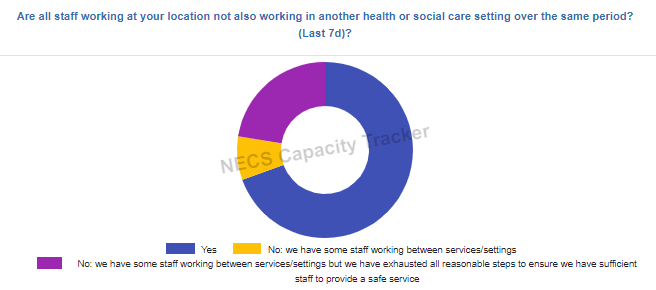 Are all staff working at your location not also working in another health or social care setting over the same period?
(Last 7d)?
NECS Capacity Tracker
Yes
No: we have some staff working between services/settings
No: we have some staff working between services/settings but we have exhausted all reasonable steps to ensure we have sufficient
staff to provide a safe service